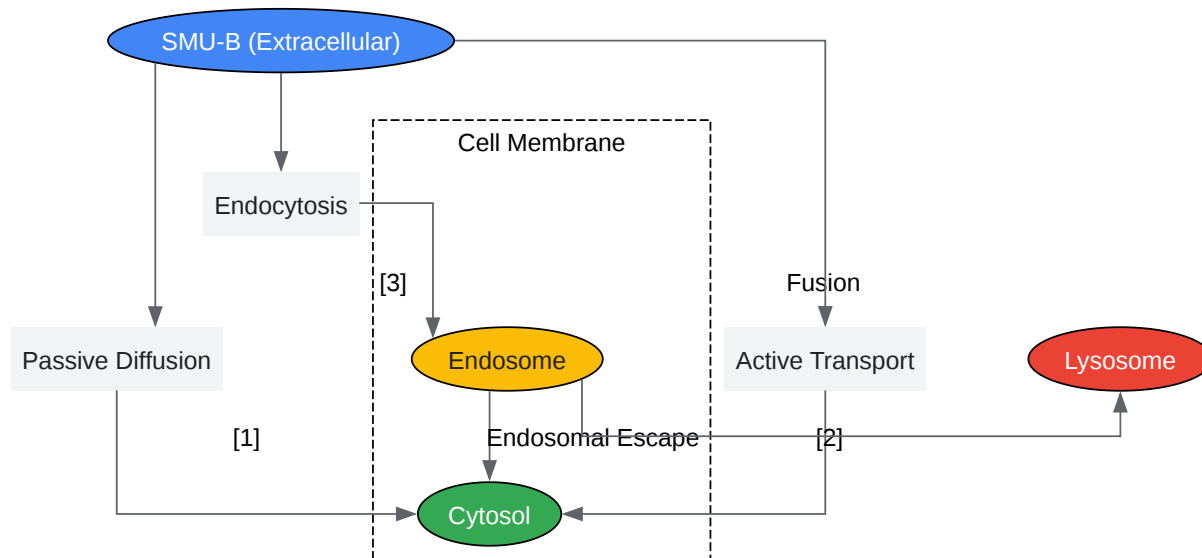 SMU-B (Extracellular)
Cell Membrane
Endocytosis
[3]
Fusion
Passive Diffusion
Endosome
Active Transport
Lysosome
[1]
Endosomal Escape
[2]
Cytosol